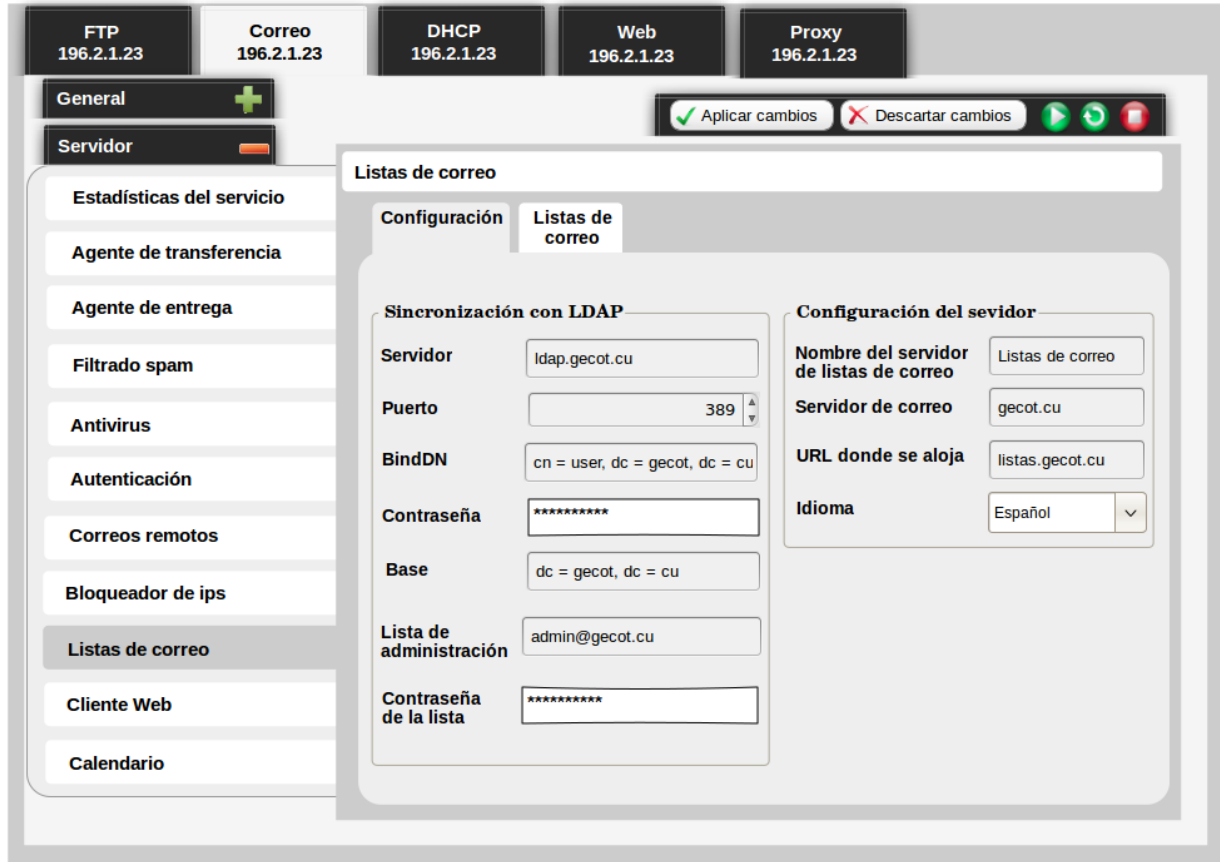 FTP
196.2.1.23
Correo
196.2.1.23
DHCP
196.2.1.23
Web
196.2.1.23
Proxy
196.2.1.23
General
Servidor
Aplicar cambios
Descartar cambios
Estadísticas del servicio
Agente de transferencia
Agente de entrega
Filtrado spam
Antivirus
Autenticación
Correos remotos
Bloqueador de ips
Listas de correo
Cliente Web
Calendario
Listas de correo
Configuración
Listas de
correo
Sincronización con LDAP
Servidor
ldap.gecot.cu
Puerto
389
BindDN
cn = user, dc = gecot, dc = cu
Contraseña
**********
Base
dc = gecot, dc = cu
Lista de
administración
admin@gecot.cu
Contraseña
de la lista
**********
Configuración del sevidor
Nombre del servidor
de listas de correo
Listas de correo
Servidor de correo
gecot.cu
URL donde se aloja
listas.gecot.cu
Idioma
Español